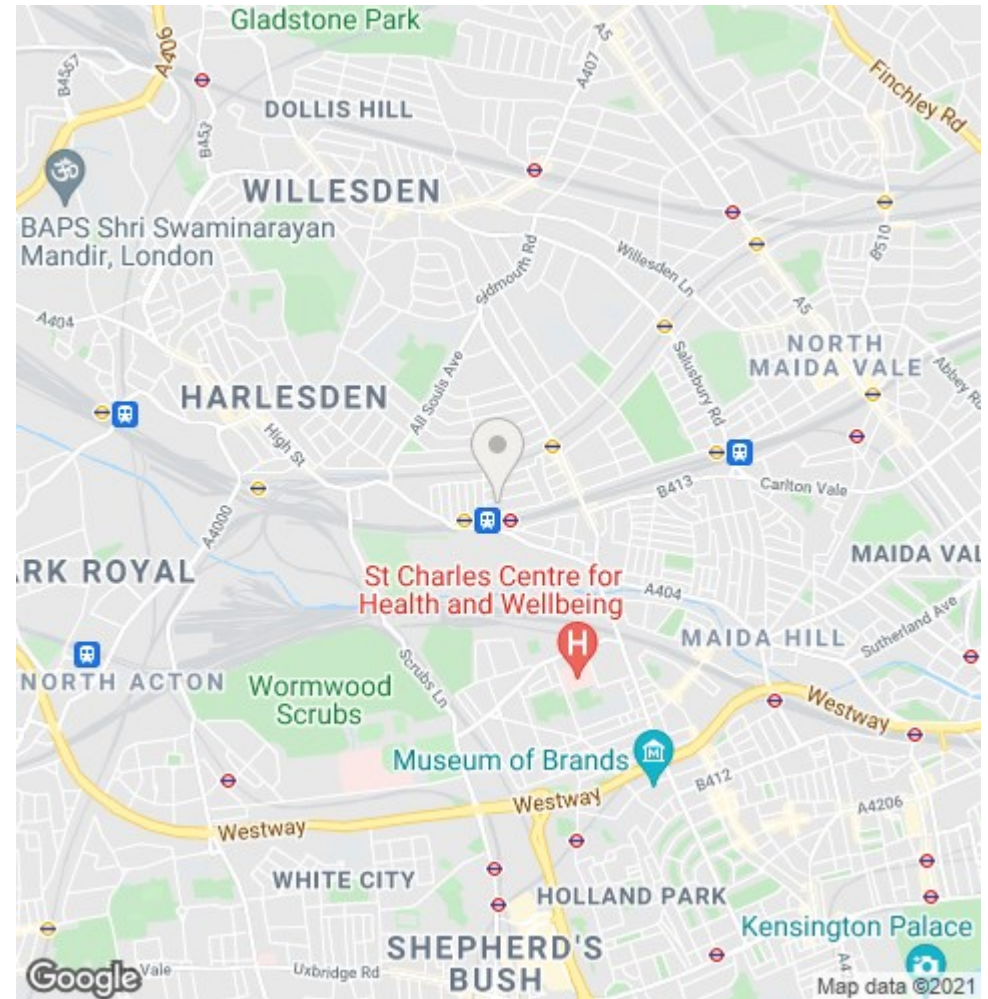 Gladstone Park
A406
A5
A407
B4557
Finchley Rd
DOLLIS HILL
B453
WILLESDEN
BAPS Shri Swaminarayan
Mandir, London
B510
Willesden Ln
Sidmouth Rd
A5
A404
NORTH
MAIDA VALE
Salusbury Rd
Abbey Rd
All Souls Ave
HARLESDEN
High St
B413
Carlton Vale
A4000
MAIDA VAL
ARK ROYAL
St Charles Centre for
Health and Wellbeing
A404
H
Sutherland Ave
MAIDA HILL
NORTH ACTON
Scrubs Ln
Wormwood
Scrubs
Westway
Museum of Brands
M
B412
Westway
A4206
Westway
WHITE CITY
HOLLAND PARK
Kensington Palace
SHEPHERD'S
BUSH
Google
Vale
Uxbridge Rd
A4
Map data ©2021